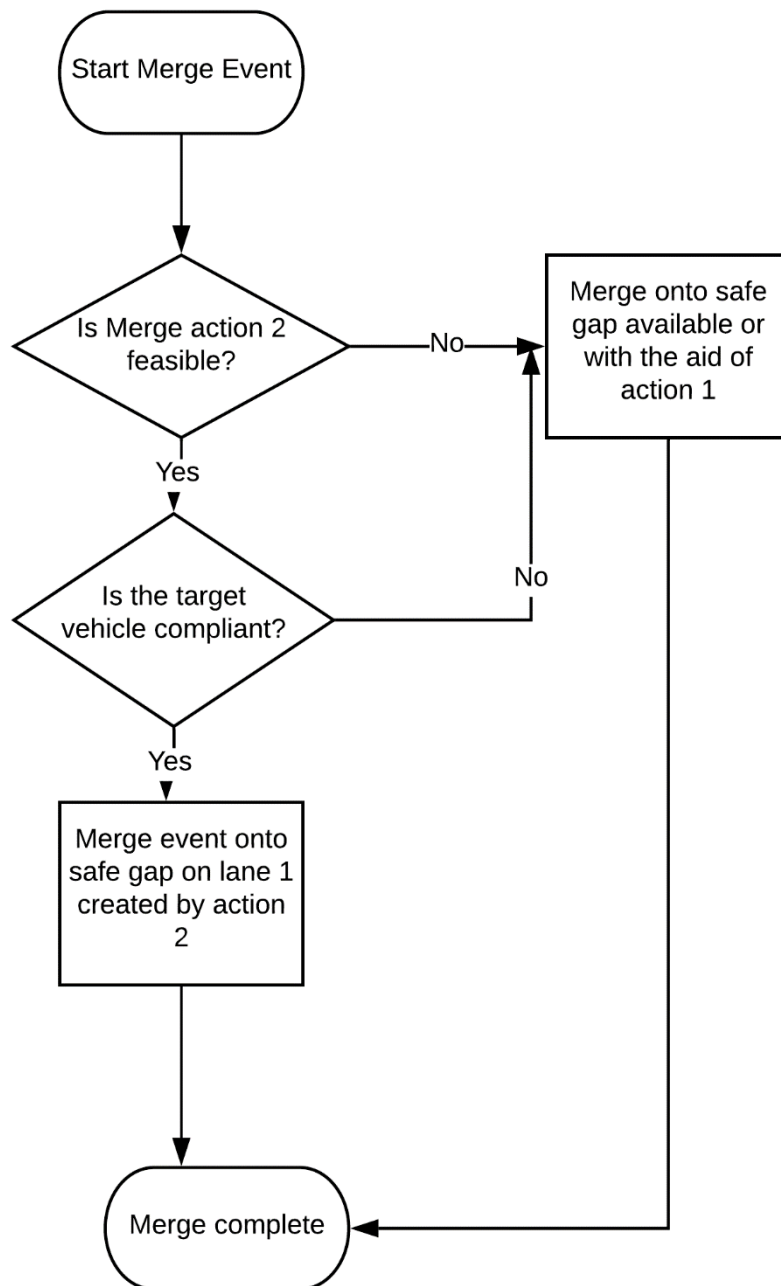 Start Merge Event
Is Merge action 2
feasible?
No
Merge onto safe
gap available or
with the aid of
action 1
Yes
Is the target
vehicle compliant?
No
Yes
Merge event onto
safe gap on lane 1
created by action
2
Merge complete